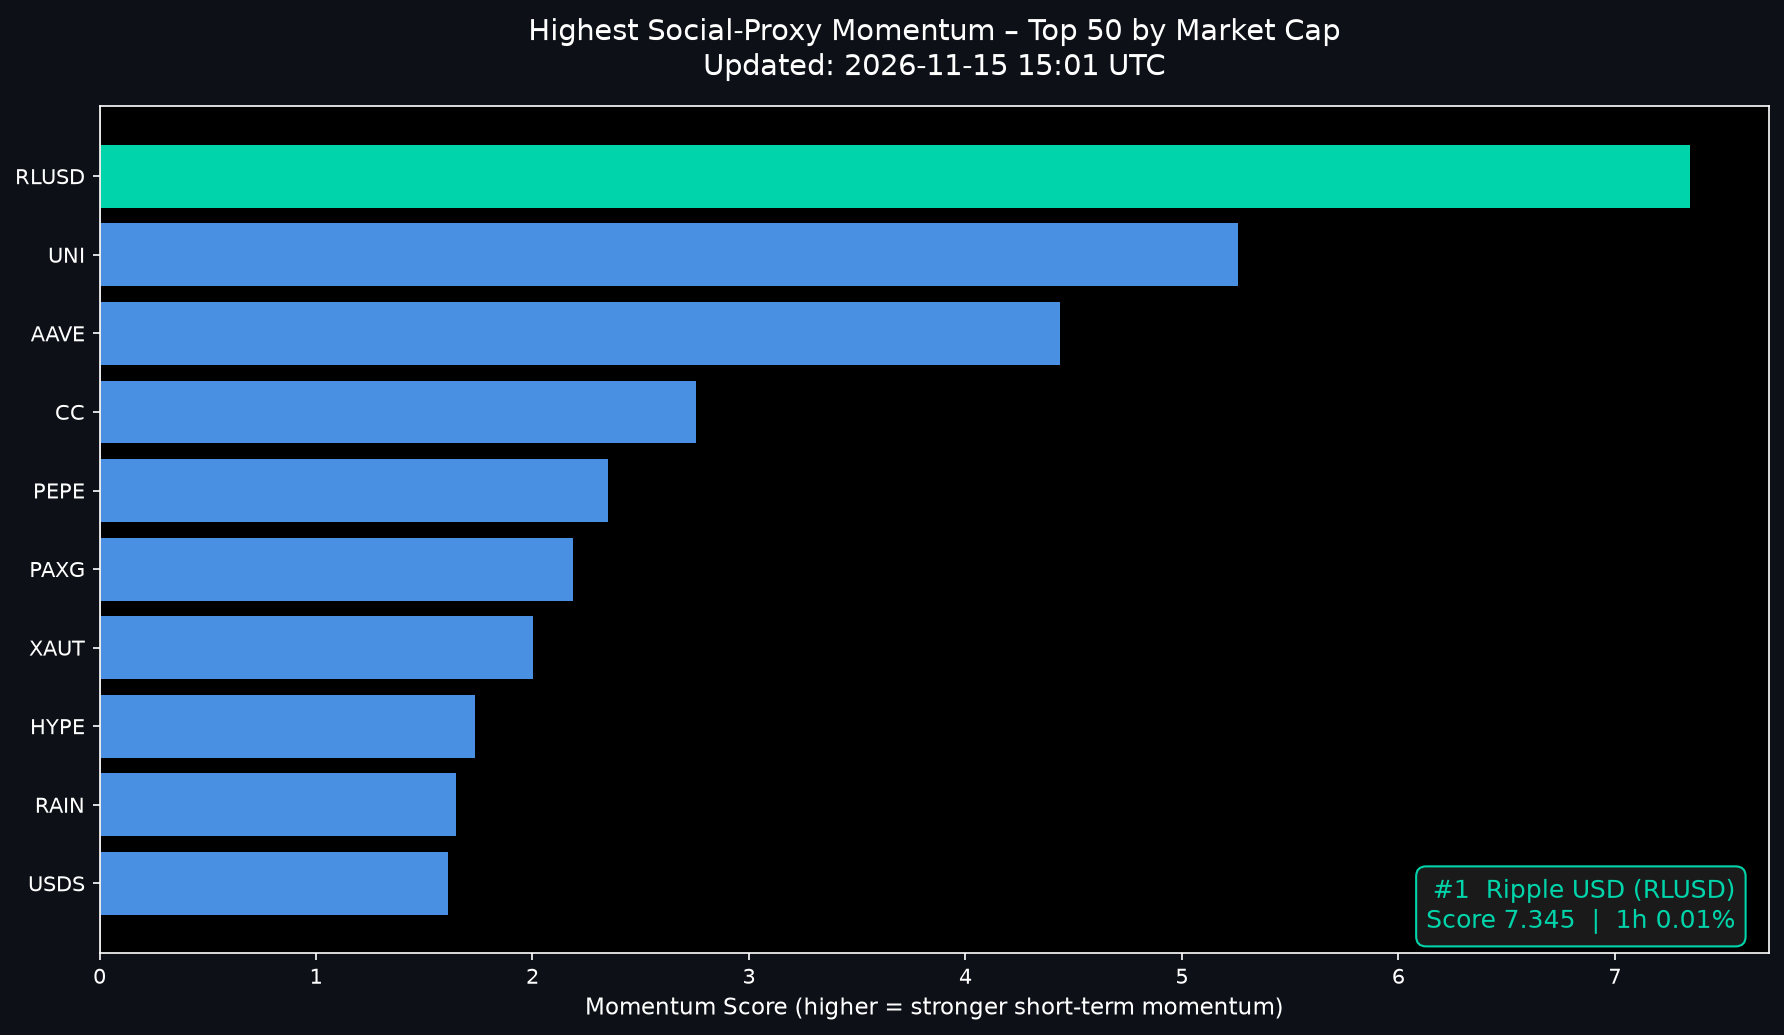 Highest Social-Proxy Momentum – Top 50 by Market Cap
Updated: 2026-11-15 15:01 UTC
RLUSD
UNI
AAVE
CC
PEPE
PAXG
XAUT
HYPE
RAIN
USDS
#1  Ripple USD (RLUSD)
Score 7.345  |  1h 0.01%
0 1 2 3 4 5 6 7
Momentum Score (higher = stronger short-term momentum)